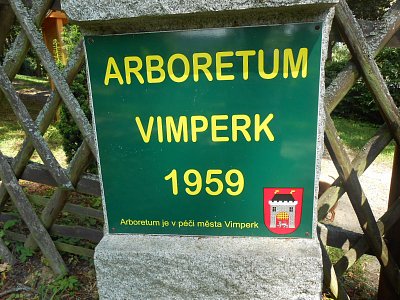 ARBORETUM
VIMPERK
1959
Arboretum je v péči města Vimperk